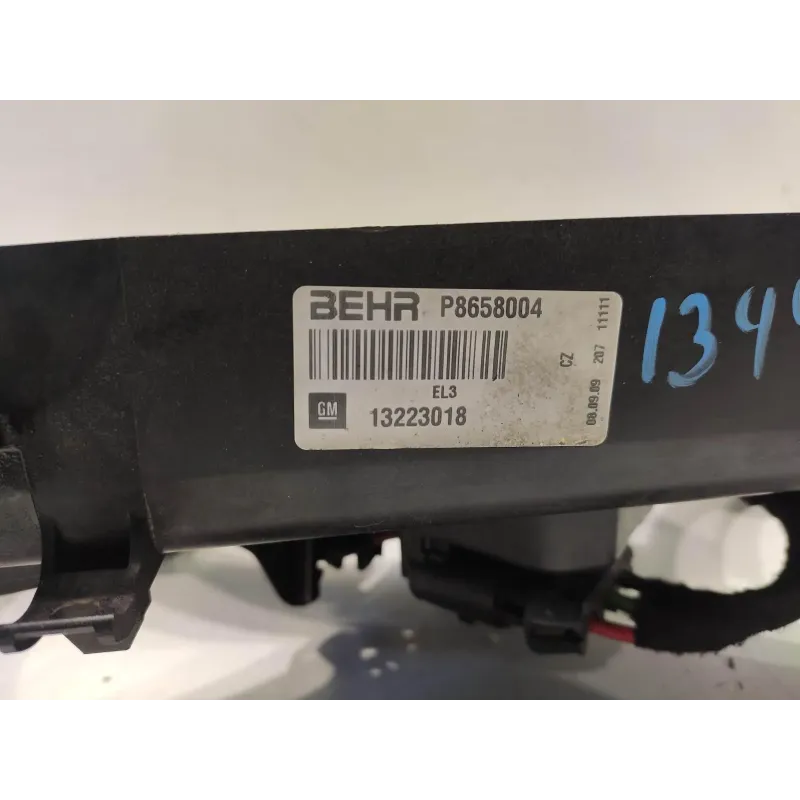 BEHR P8658004
EL3
GM 13223018
CZ
08.09.09 207 11111
134